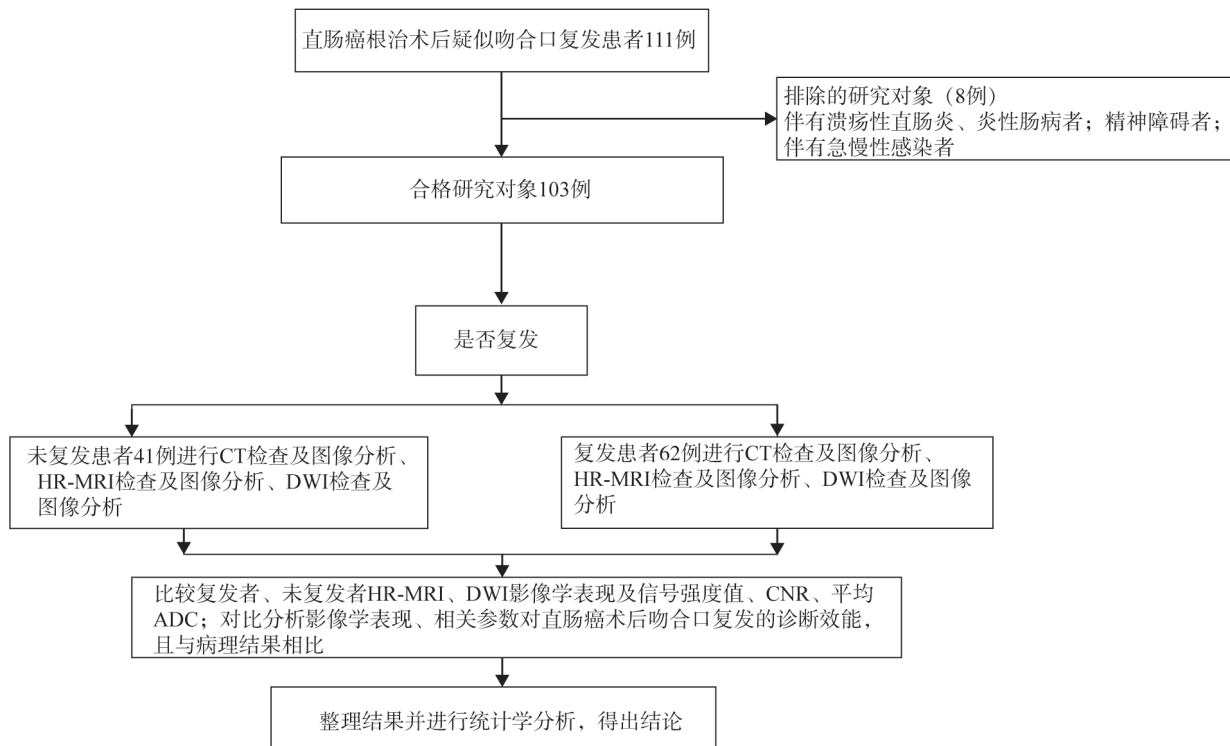 直肠癌根治术后疑似吻合口复发患者111例
排除的研究对象（8例）
伴有溃疡性直肠炎、炎性肠病者；精神障碍者；
伴有急慢性感染者
合格研究对象103例
是否复发
未复发患者41例进行CT检查及图像分析、
HR-MRI检查及图像分析、DWI检查及
图像分析
复发患者62例进行CT检查及图像分析、
HR-MRI检查及图像分析、DWI检查及图像
分析
比较复发者、未复发者HR-MRI、DWI影像学表现及信号强度值、CNR、平均
ADC；对比分析影像学表现、相关参数对直肠癌术后吻合口复发的诊断效能，
且与病理结果相比
整理结果并进行统计学分析，得出结论